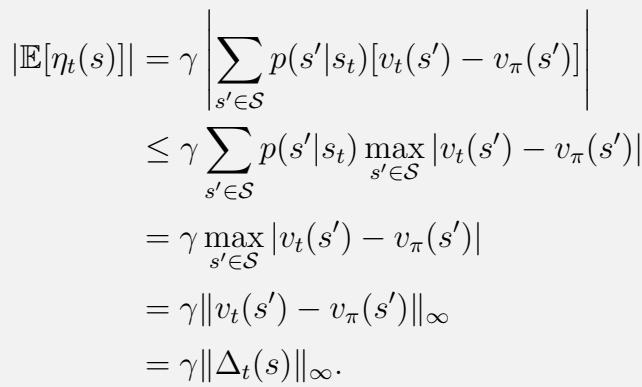 |𝔼[η_t(s)]| = γ |∑_{s'∈𝒮} p(s'|s_t)[v_t(s') − v_π(s')]|
≤ γ ∑_{s'∈𝒮} p(s'|s_t) max_{s'∈𝒮} |v_t(s') − v_π(s')|
= γ max_{s'∈𝒮} |v_t(s') − v_π(s')|
= γ‖v_t(s') − v_π(s')‖_∞
= γ‖Δ_t(s)‖_∞.